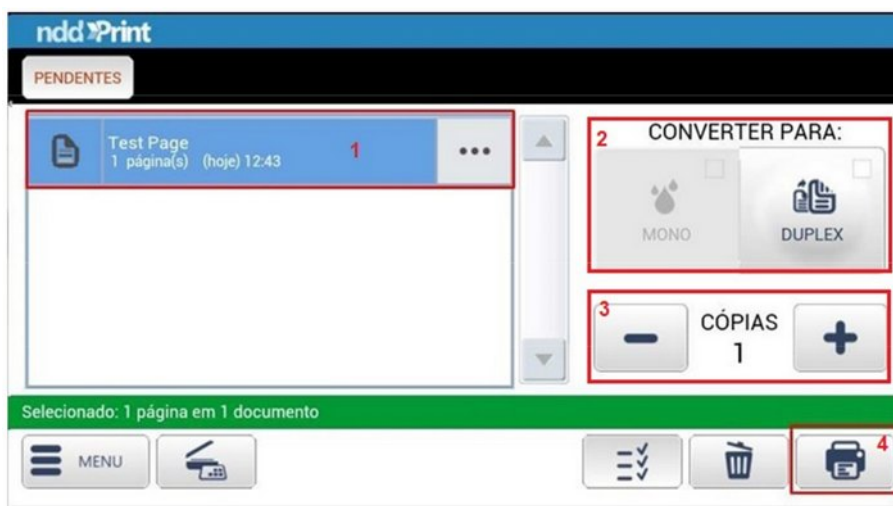 ndd Print
PENDENTES
Test Page
1 página(s) (hoje) 12:43
1
•••
2
CONVERTER PARA:
MONO
DUPLEX
3
CÓPIAS
1
Selecionado: 1 página em 1 documento
MENU
4